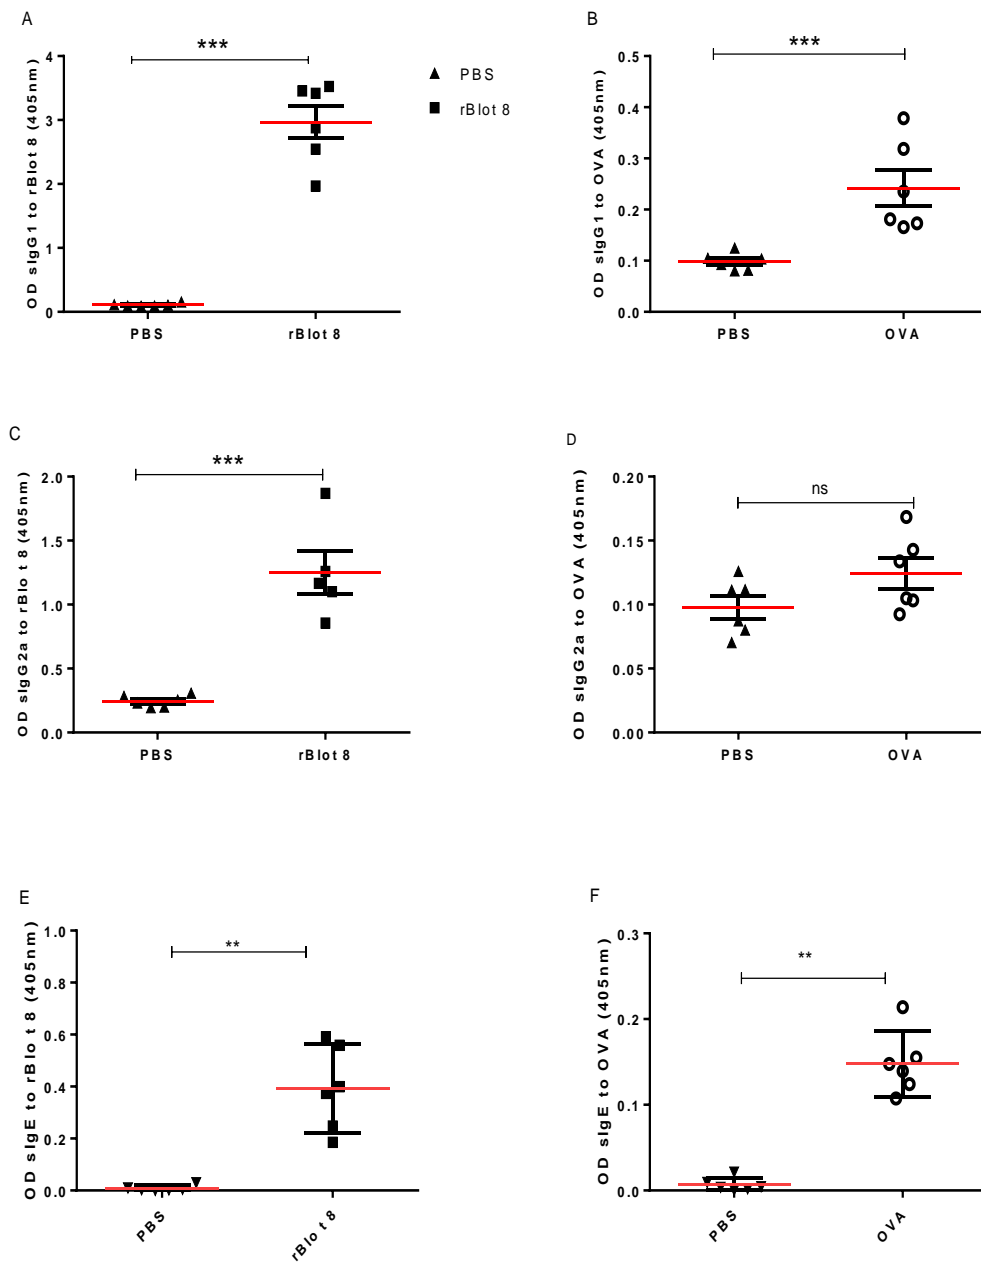 A
OD sIgG1 to rBlot 8 (405nm)
4
3
2
1
0
***
PBS
rBlot 8
PBS
rBlot 8
B
OD sIgG1 to OVA (405nm)
0.5
0.4
0.3
0.2
0.1
0.0
***
PBS
OVA
C
OD sIgG2a to rBlot 8 (405nm)
2.0
1.5
1.0
0.5
0.0
***
PBS
rBlot 8
D
OD sIgG2a to OVA (405nm)
0.20
0.15
0.10
0.05
0.00
ns
PBS
OVA
E
OD sIgE to rBlot 8 (405nm)
1.0
0.8
0.6
0.4
0.2
0.0
**
PBS
rBlot 8
F
OD sIgE to OVA (405nm)
0.3
0.2
0.1
0.0
**
PBS
OVA